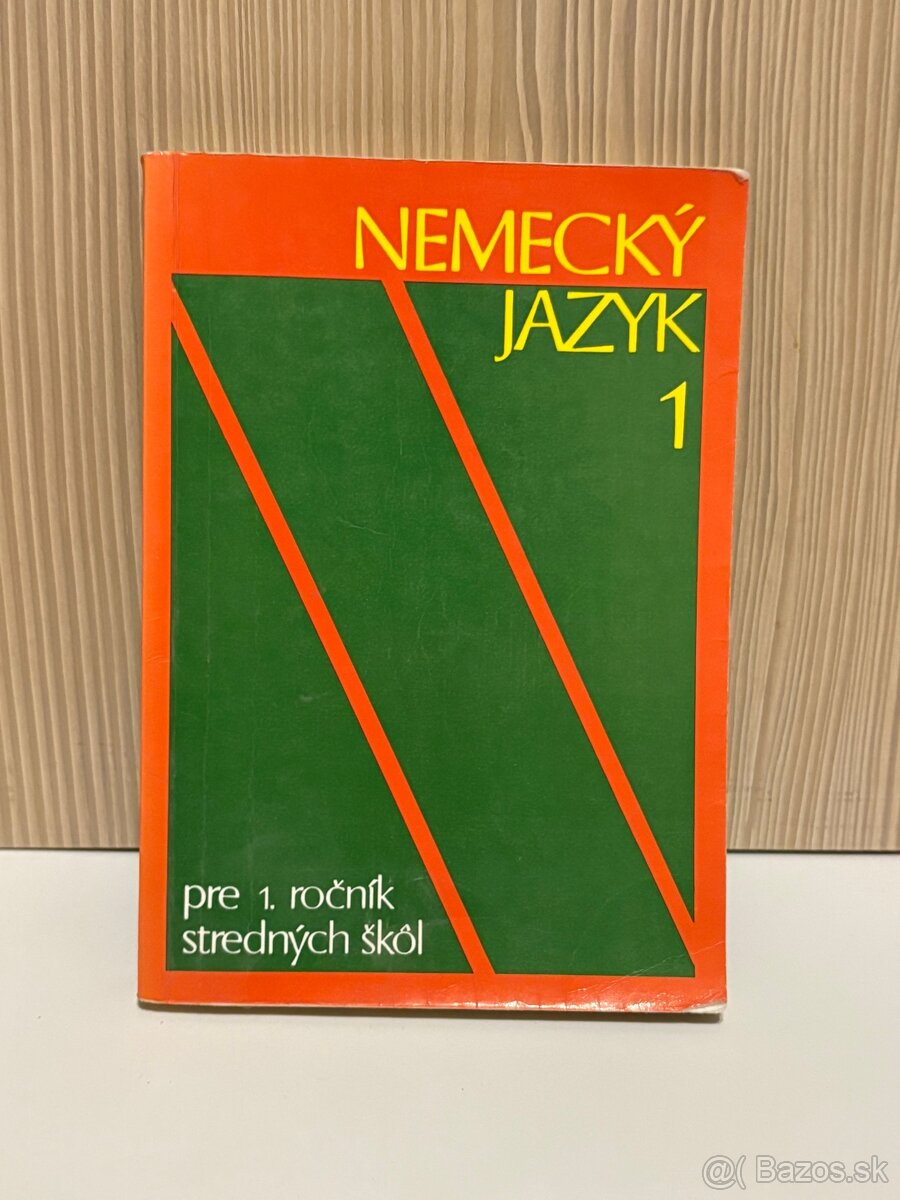 NEMECKÝ
JAZYK
1
pre 1. ročník
stredných škôl
@( Bazos.sk